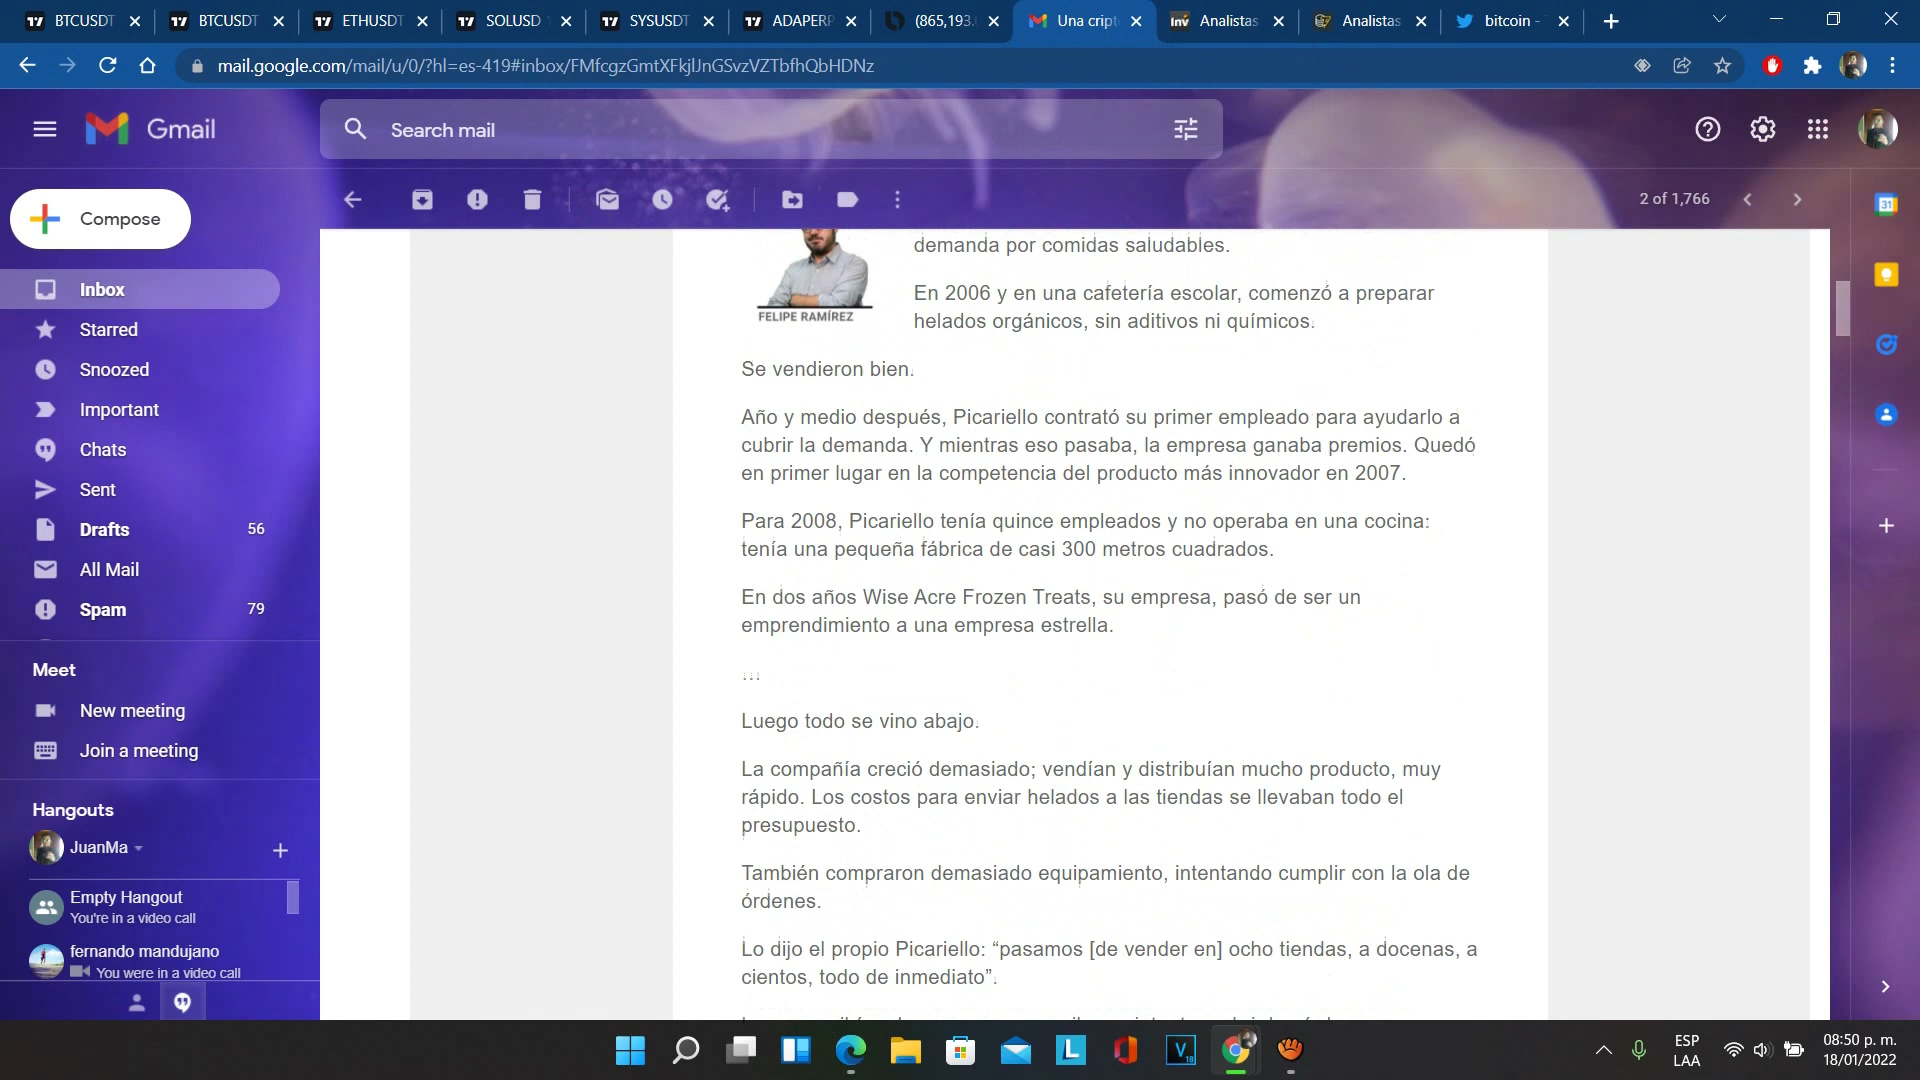 BTCUSDT
BTCUSDT
ETHUSDT
SOLUSD
SYSUSDT
ADAPERP
(865,193.
Una cript
Analistas
Analistas
bitcoin -
mail.google.com/mail/u/0/?hl=es-419#inbox/FMfcgzGmtXFkjlJnGSvzVZTbfhQbHDNz
Gmail
Search mail
2 of 1,766
Compose
Inbox
Starred
Snoozed
Important
Chats
Sent
Drafts 56
All Mail
Spam 79
Meet
New meeting
Join a meeting
Hangouts
JuanMa
Empty Hangout
You're in a video call
fernando mandujano
You were in a video call
FELIPE RAMÍREZ
demanda por comidas saludables.
En 2006 y en una cafetería escolar, comenzó a preparar
helados orgánicos, sin aditivos ni químicos.
Se vendieron bien.
Año y medio después, Picariello contrató su primer empleado para ayudarlo a
cubrir la demanda. Y mientras eso pasaba, la empresa ganaba premios. Quedó
en primer lugar en la competencia del producto más innovador en 2007.
Para 2008, Picariello tenía quince empleados y no operaba en una cocina:
tenía una pequeña fábrica de casi 300 metros cuadrados.
En dos años Wise Acre Frozen Treats, su empresa, pasó de ser un
emprendimiento a una empresa estrella.
...
Luego todo se vino abajo.
La compañía creció demasiado; vendían y distribuían mucho producto, muy
rápido. Los costos para enviar helados a las tiendas se llevaban todo el
presupuesto.
También compraron demasiado equipamiento, intentando cumplir con la ola de
órdenes.
Lo dijo el propio Picariello: “pasamos [de vender en] ocho tiendas, a docenas, a
cientos, todo de inmediato”.
31
ESP
LAA
08:50 p. m.
18/01/2022